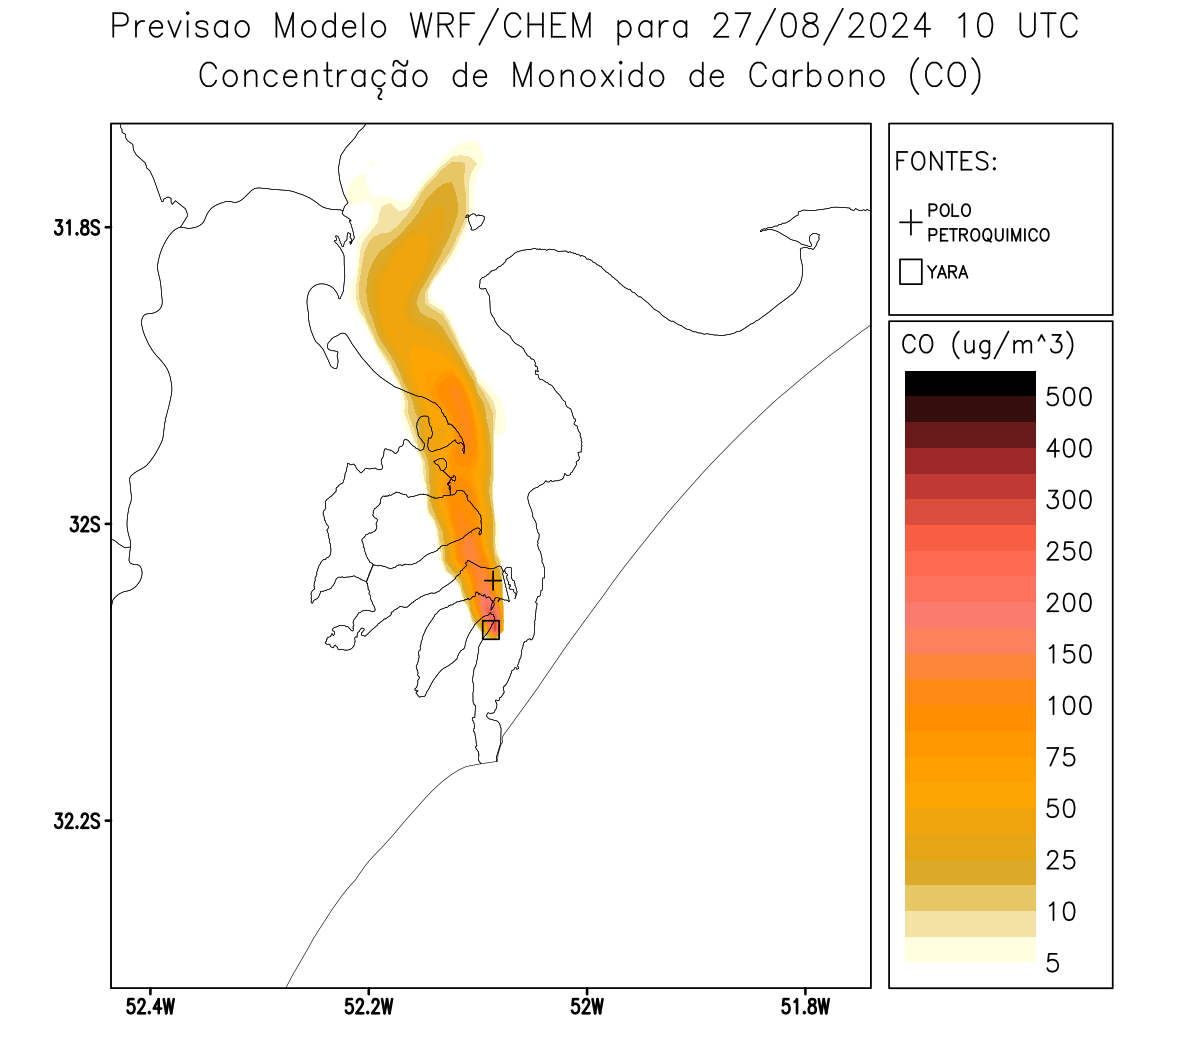 Previsao Modelo WRF/CHEM para 27/08/2024 10 UTC
Concentração de Monoxido de Carbono (CO)
FONTES:
POLO
PETROQUIMICO
YARA
31.8S
32S
32.2S
52.4W
52.2W
52W
51.8W
CO (ug/m^3)
500
400
300
250
200
150
100
75
50
25
10
5